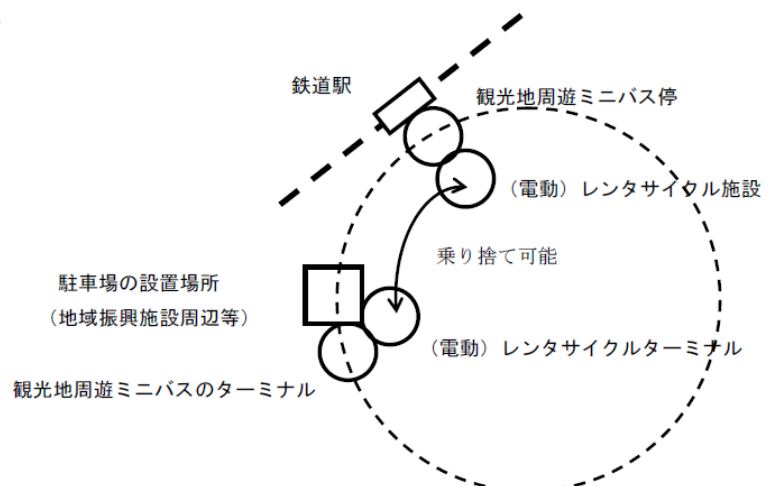 鉄道駅
観光地周遊ミニバス停
（電動）レンタサイクル施設
乗り捨て可能
駐車場の設置場所
（地域振興施設周辺等）
（電動）レンタサイクルターミナル
観光地周遊ミニバスのターミナル